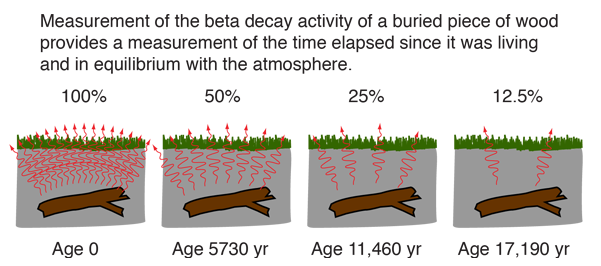 Measurement of the beta decay activity of a buried piece of wood
provides a measurement of the time elapsed since it was living
and in equilibrium with the atmosphere.
100% 50% 25% 12.5%
Age 0 Age 5730 yr Age 11,460 yr Age 17,190 yr